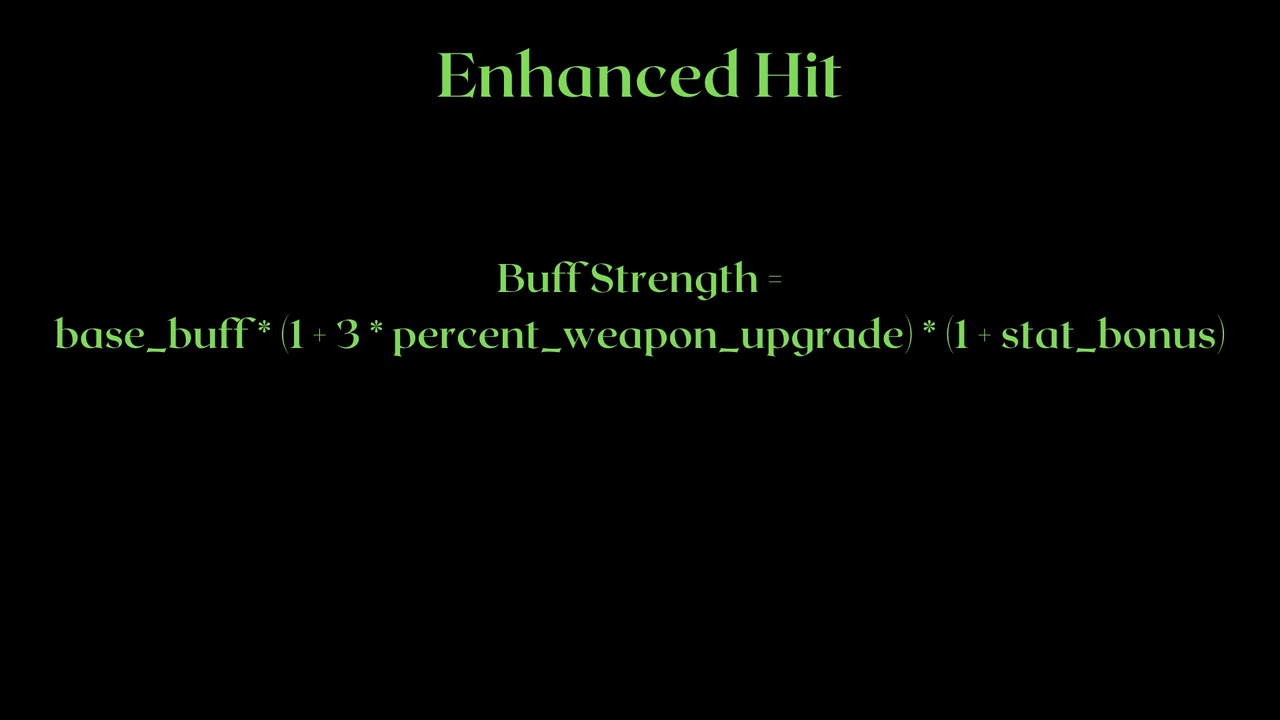 Enhanced Hit
Buff Strength =
base_buff * (1 + 3 * percent_weapon_upgrade) * (1 + stat_bonus)